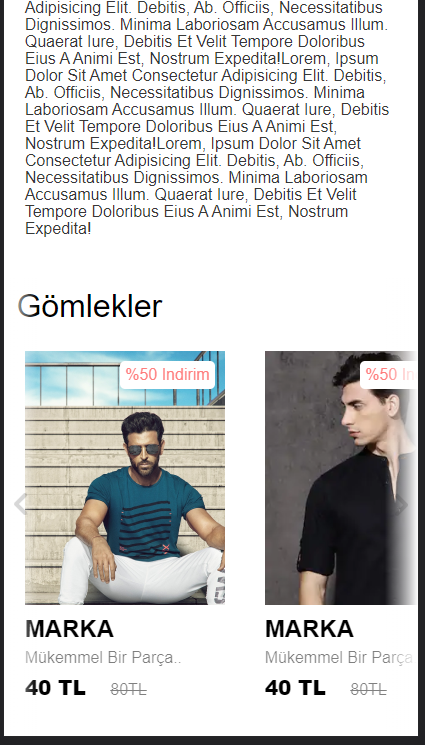 Adipisicing Elit. Debitis, Ab. Officiis, Necessitatibus
Dignissimos. Minima Laboriosam Accusamus Illum.
Quaerat Iure, Debitis Et Velit Tempore Doloribus
Eius A Animi Est, Nostrum Expedita!Lorem, Ipsum
Dolor Sit Amet Consectetur Adipisicing Elit. Debitis,
Ab. Officiis, Necessitatibus Dignissimos. Minima
Laboriosam Accusamus Illum. Quaerat Iure, Debitis
Et Velit Tempore Doloribus Eius A Animi Est,
Nostrum Expedita!Lorem, Ipsum Dolor Sit Amet
Consectetur Adipisicing Elit. Debitis, Ab. Officiis,
Necessitatibus Dignissimos. Minima Laboriosam
Accusamus Illum. Quaerat Iure, Debitis Et Velit
Tempore Doloribus Eius A Animi Est, Nostrum
Expedita!
Gömlekler
%50 Indirim
%50 In
MARKA
Mükemmel Bir Parça..
40 TL 80TL
MARKA
Mükemmel Bir Parça
40 TL 80TL